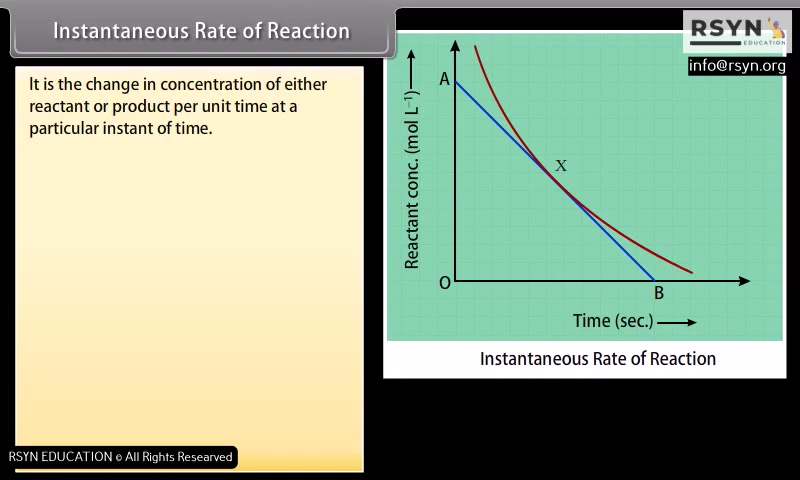 Instantaneous Rate of Reaction
RSYN
EDUCATION
info@rsyn.org
It is the change in concentration of either
reactant or product per unit time at a
particular instant of time.
A
X
Reactant conc. (mol L⁻¹)
O
B
Time (sec.)
Instantaneous Rate of Reaction
RSYN EDUCATION © All Rights Researved